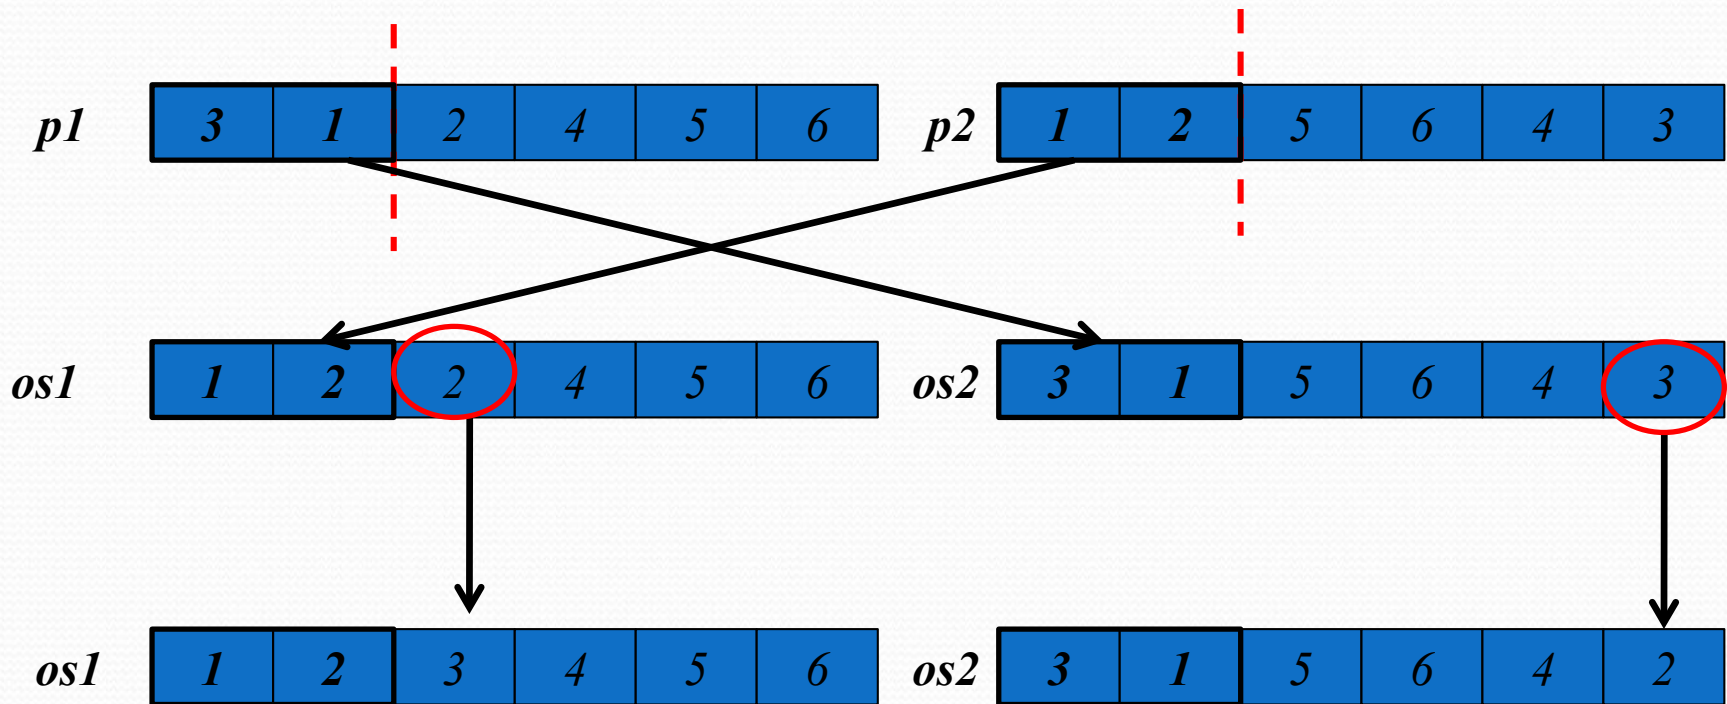 p1 3 1 2 4 5 6 p2 1 2 5 6 4 3
os1 1 2 2 4 5 6 os2 3 1 5 6 4 3
os1 1 2 3 4 5 6 os2 3 1 5 6 4 2